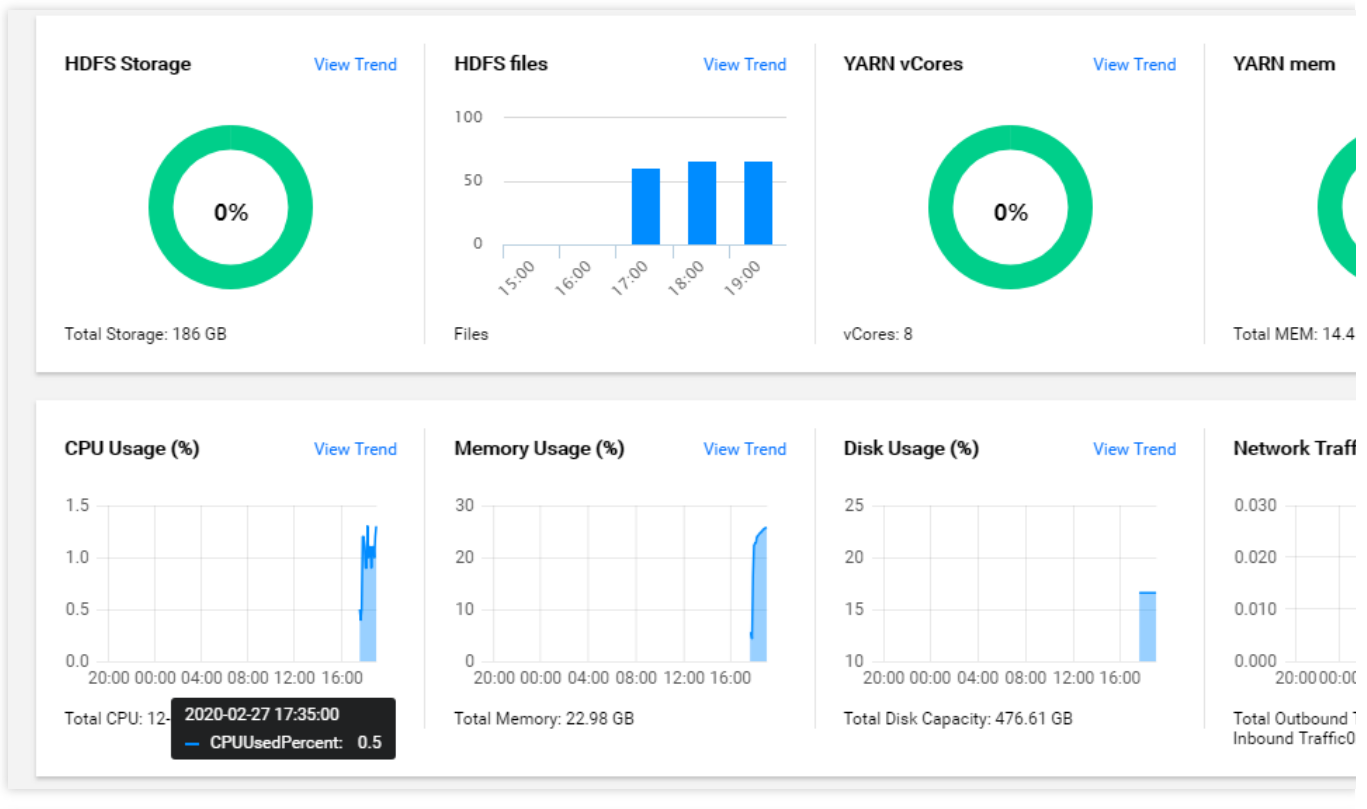 HDFS Storage View Trend
0%
Total Storage: 186 GB
HDFS files View Trend
100
50
0
15:00 16:00 17:00 18:00 19:00
Files
YARN vCores View Trend
0%
vCores: 8
YARN mem
Total MEM: 14.4
CPU Usage (%) View Trend
1.5
1.0
0.5
0.0
20:00 00:00 04:00 08:00 12:00 16:00
Total CPU: 12-
2020-02-27 17:35:00
CPUUsedPercent: 0.5
Memory Usage (%) View Trend
30
20
10
0
20:00 00:00 04:00 08:00 12:00 16:00
Total Memory: 22.98 GB
Disk Usage (%) View Trend
25
20
15
10
20:00 00:00 04:00 08:00 12:00 16:00
Total Disk Capacity: 476.61 GB
Network Traff
0.030
0.020
0.010
0.000
20:00 00:00
Total Outbound
Inbound Traffic0